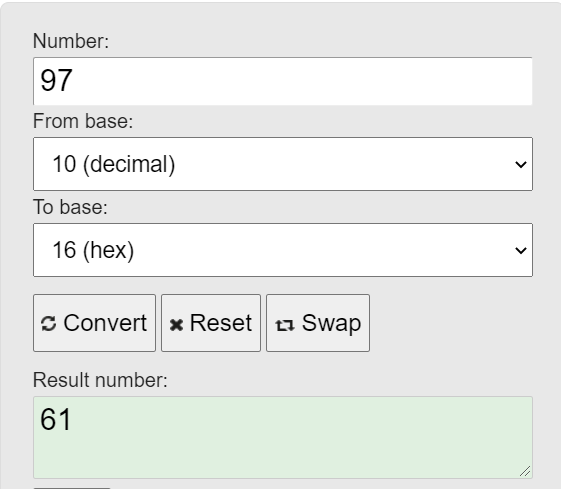 Number:
97
From base:
10 (decimal)
To base:
16 (hex)
Convert Reset Swap
Result number:
61